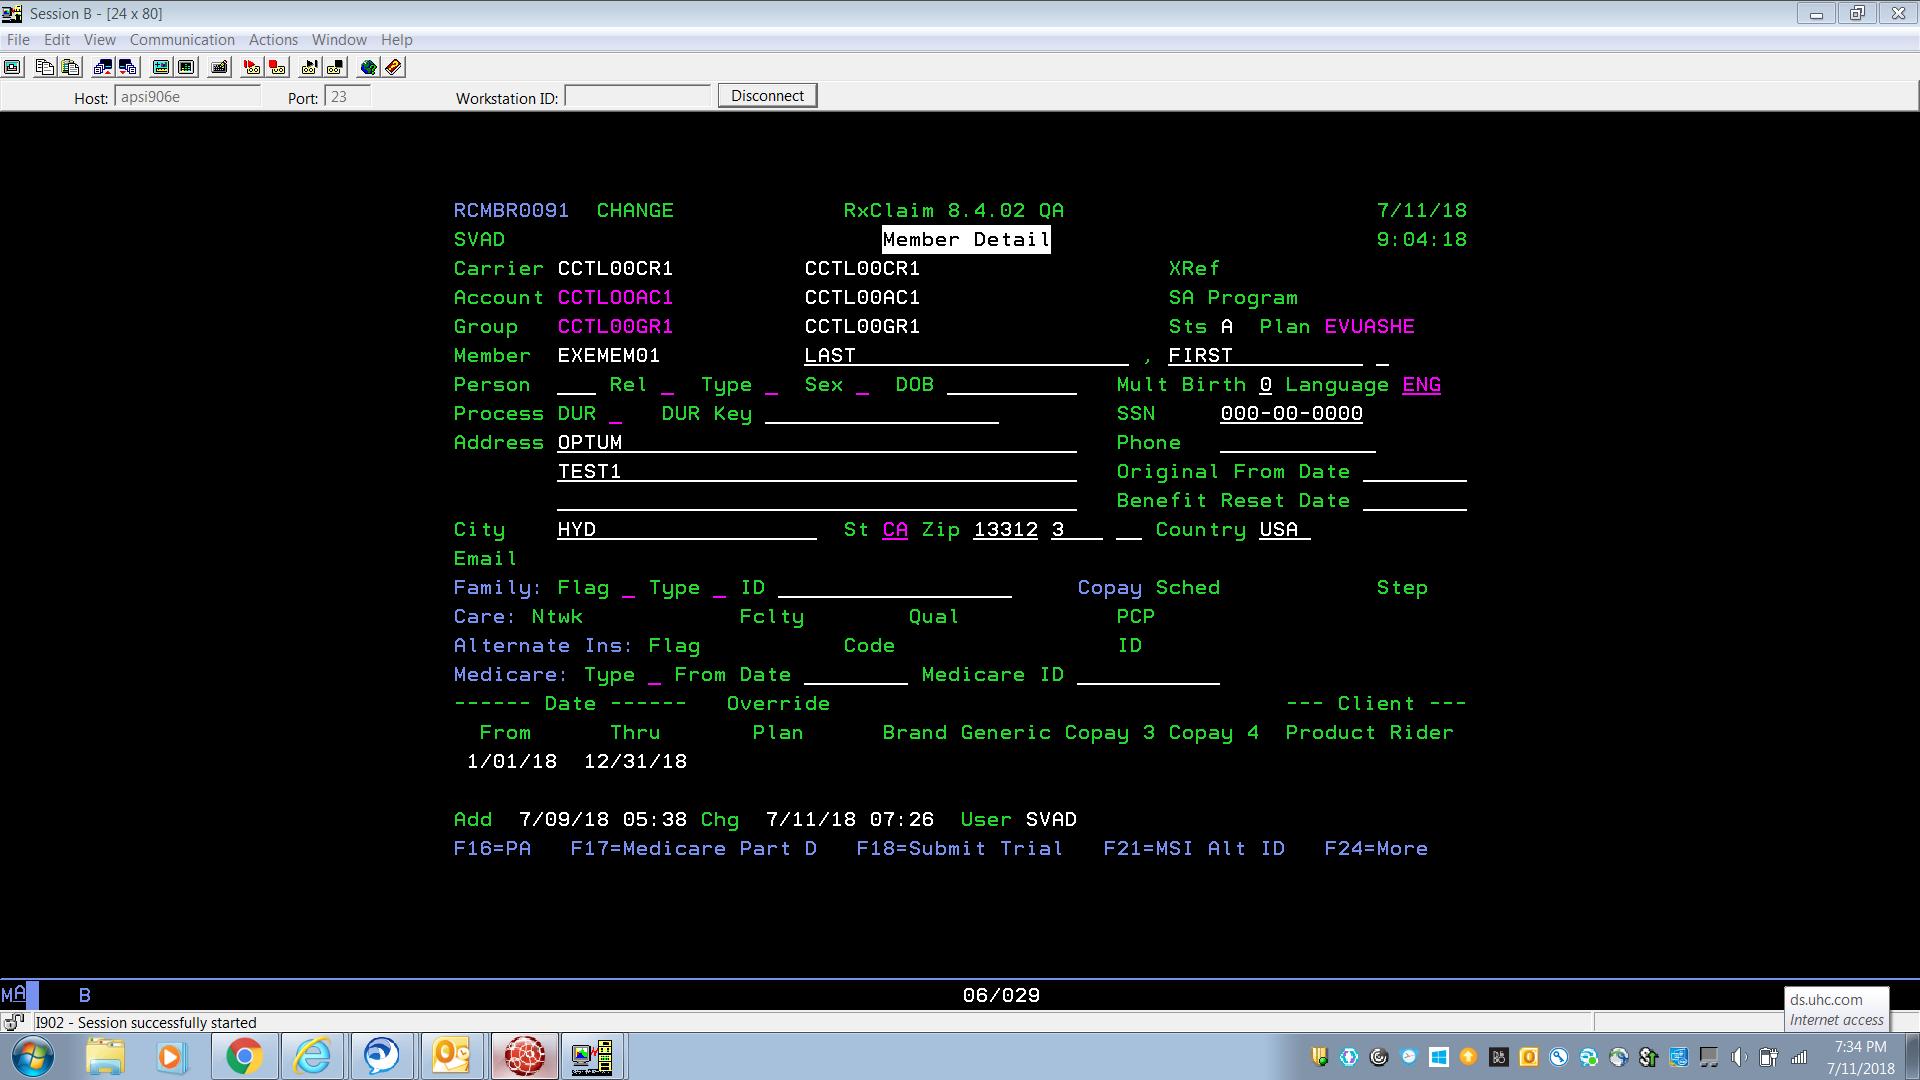 Session B - [24 x 80]
File Edit View Communication Actions Window Help
Host: apsi906e Port: 23 Workstation ID: Disconnect
RCMBR0091 CHANGE RxClaim 8.4.02 QA 7/11/18
SVAD Member Detail 9:04:18
Carrier CCTL00CR1 CCTL00CR1 XRef
Account CCTL00AC1 CCTL00AC1 SA Program
Group CCTL00GR1 CCTL00GR1 Sts A Plan EVUASHE
Member EXEMEM01 LAST , FIRST
Person Rel Type Sex DOB Mult Birth 0 Language ENG
Process DUR DUR Key SSN 000-00-0000
Address OPTUM Phone
TEST1 Original From Date
Benefit Reset Date
City HYD St CA Zip 13312 3 Country USA
Email
Family: Flag Type ID Copay Sched Step
Care: Ntwk Fclty Qual PCP
Alternate Ins: Flag Code ID
Medicare: Type From Date Medicare ID
------ Date ------ Override --- Client ---
From Thru Plan Brand Generic Copay 3 Copay 4 Product Rider
1/01/18 12/31/18
Add 7/09/18 05:38 Chg 7/11/18 07:26 User SVAD
F16=PA F17=Medicare Part D F18=Submit Trial F21=MSI Alt ID F24=More
MA B 06/029
I902 - Session successfully started
ds.uhc.com
Internet access
7:34 PM
7/11/2018